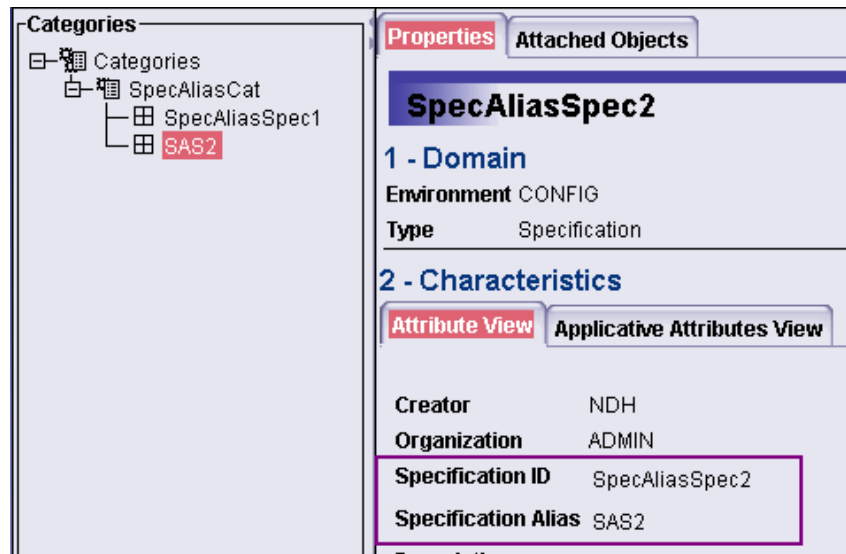 Categories
Categories
SpecAliasCat
SpecAliasSpec1
SAS2
Properties
Attached Objects
SpecAliasSpec2
1 - Domain
Environment CONFIG
Type Specification
2 - Characteristics
Attribute View
Applicative Attributes View
Creator NDH
Organization ADMIN
Specification ID SpecAliasSpec2
Specification Alias SAS2